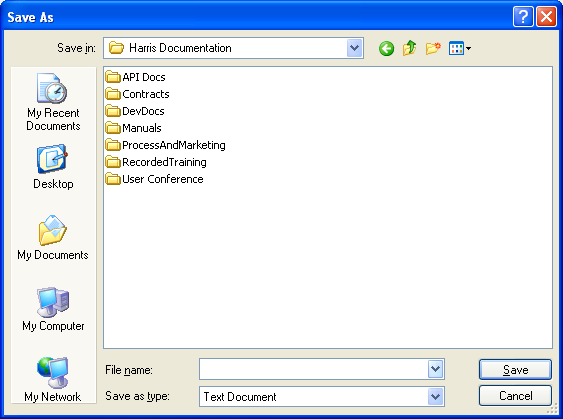 Save As
Save in:
Harris Documentation
My Recent
Documents
Desktop
My Documents
My Computer
My Network
API Docs
Contracts
DevDocs
Manuals
ProcessAndMarketing
RecordedTraining
User Conference
File name:
Save
Save as type:
Text Document
Cancel